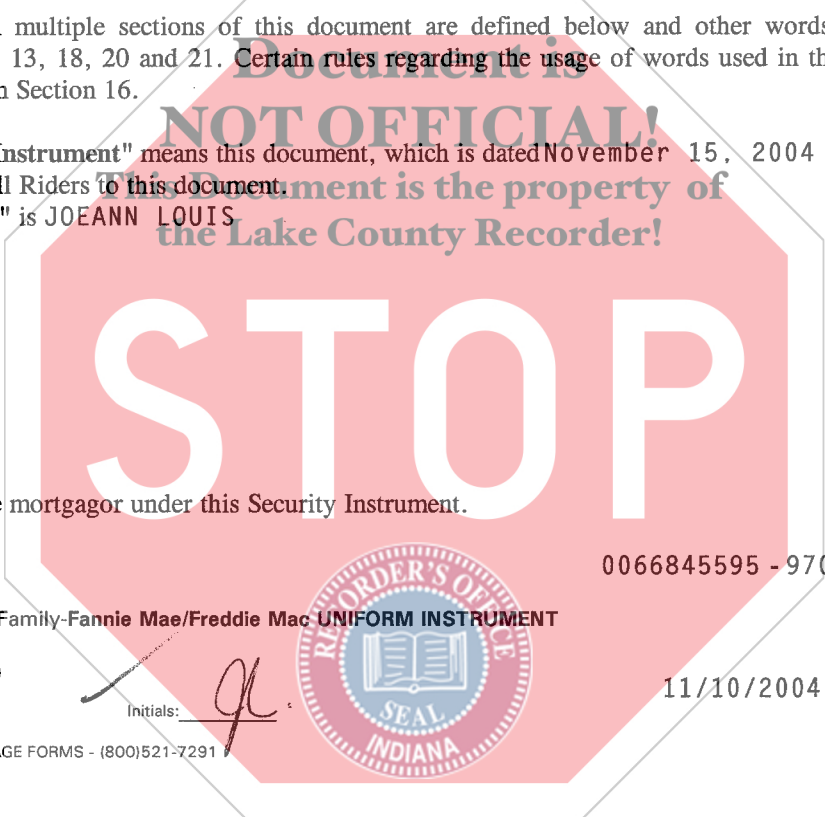 multiple sections of this document are defined below and other words
13, 18, 20 and 21. Certain rules regarding the usage of words used in th
n Section 16.
Document is
NOT OFFICIAL!
Instrument" means this document, which is dated November 15, 2004
ll Riders to this document.
This Document is the property of
" is JOEANN LOUIS
the Lake County Recorder!
STOP
e mortgagor under this Security Instrument.
0066845595 - 970
RECORDER'S OFFICE
Family-Fannie Mae/Freddie Mac UNIFORM INSTRUMENT
11/10/2004
Initials: JL
SEAL
INDIANA
GE FORMS - (800)521-7291